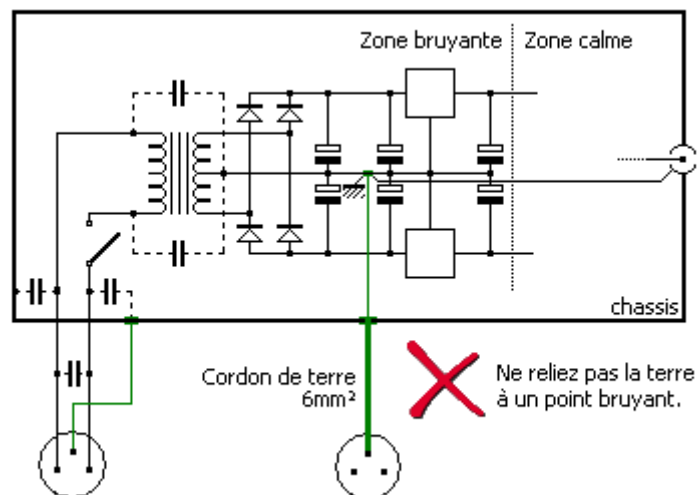 Zone bruyante
Zone calme
chassis
Cordon de terre
6mm²
Ne reliez pas la terre
à un point bruyant.